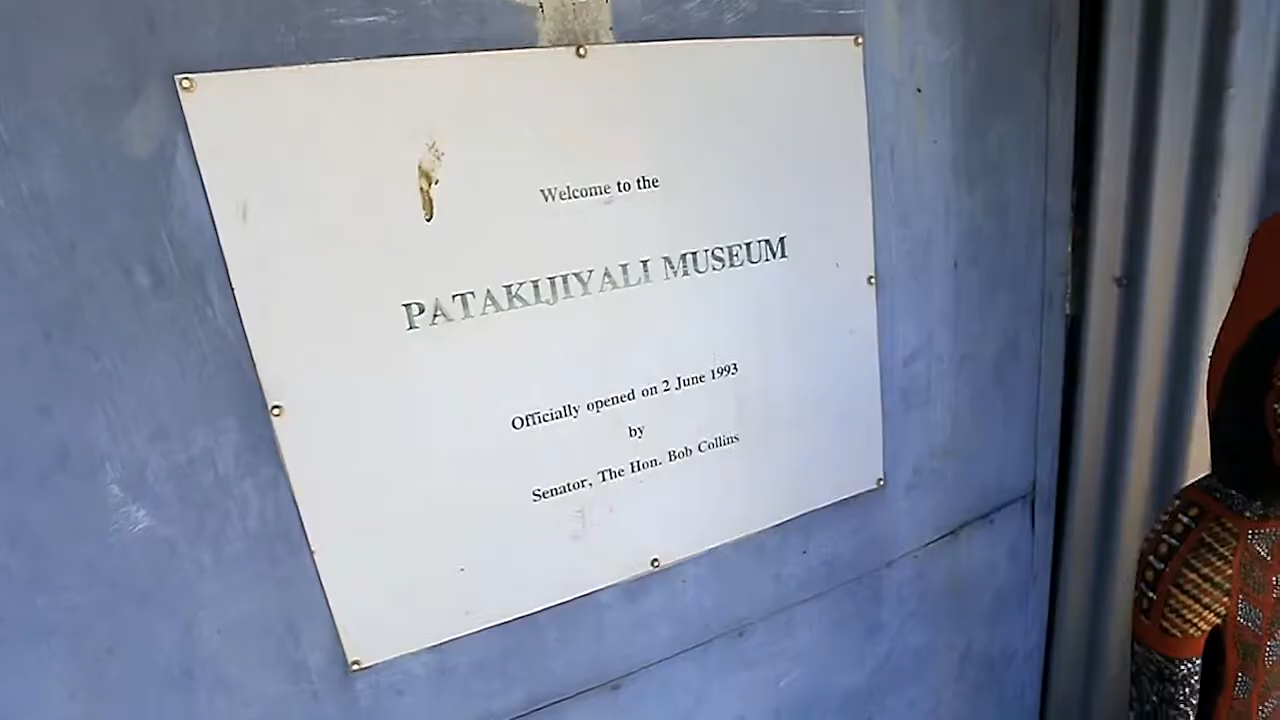 Welcome to the
PATAKIJIYALI MUSEUM
Officially opened on 2 June 1993
by
Senator, The Hon. Bob Collins